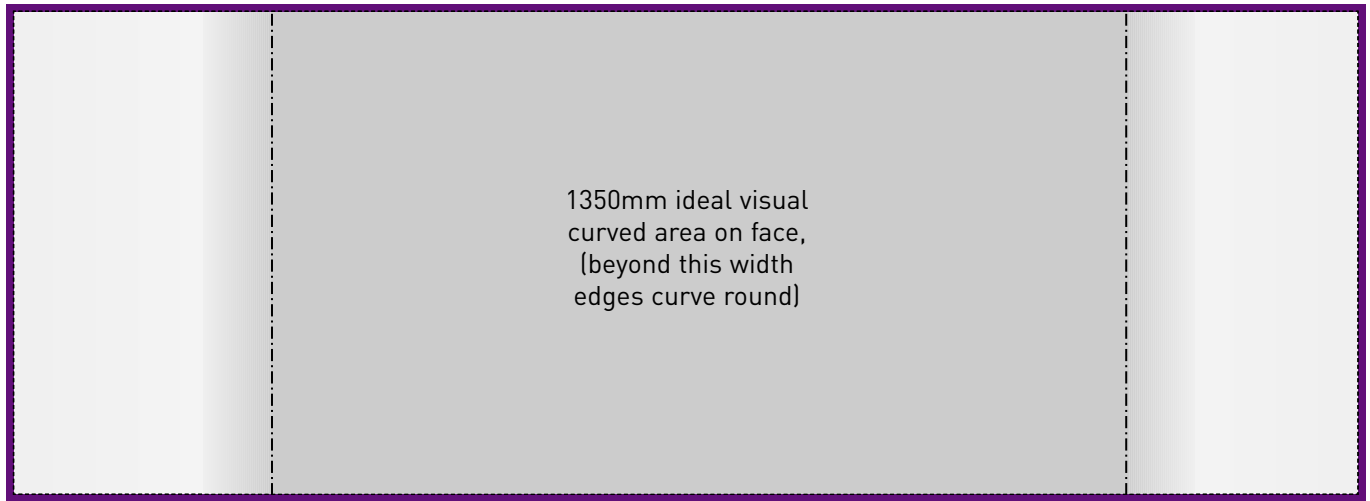 1350mm ideal visual
curved area on face,
(beyond this width
edges curve round)